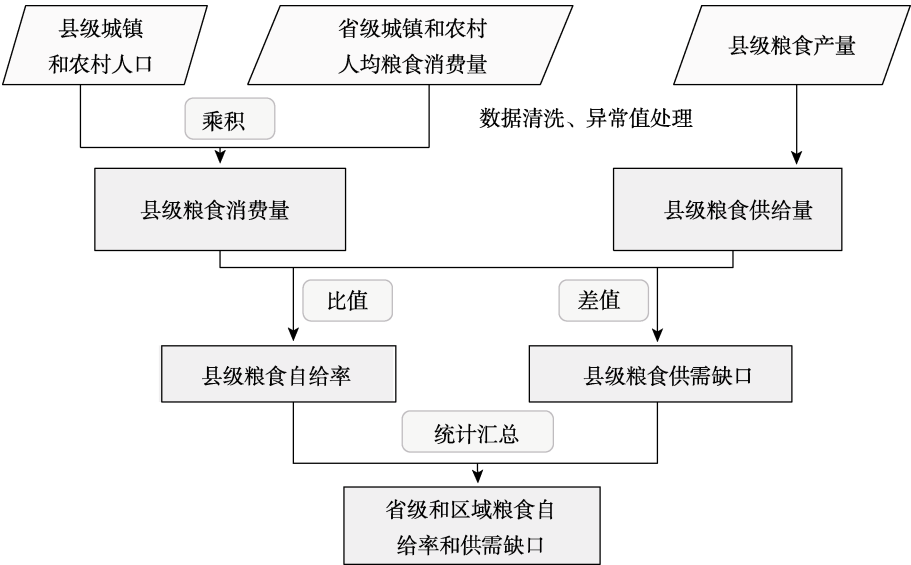 县级城镇
和农村人口
省级城镇和农村
人均粮食消费量
县级粮食产量
乘积
数据清洗、异常值处理
县级粮食消费量
县级粮食供给量
比值
差值
县级粮食自给率
县级粮食供需缺口
统计汇总
省级和区域粮食自
给率和供需缺口